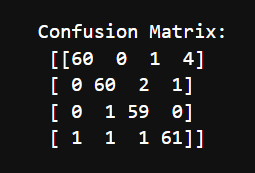 Confusion Matrix:
[[60 0 1 4]
[ 0 60 2 1]
[ 0 1 59 0]
[ 1 1 1 61]]